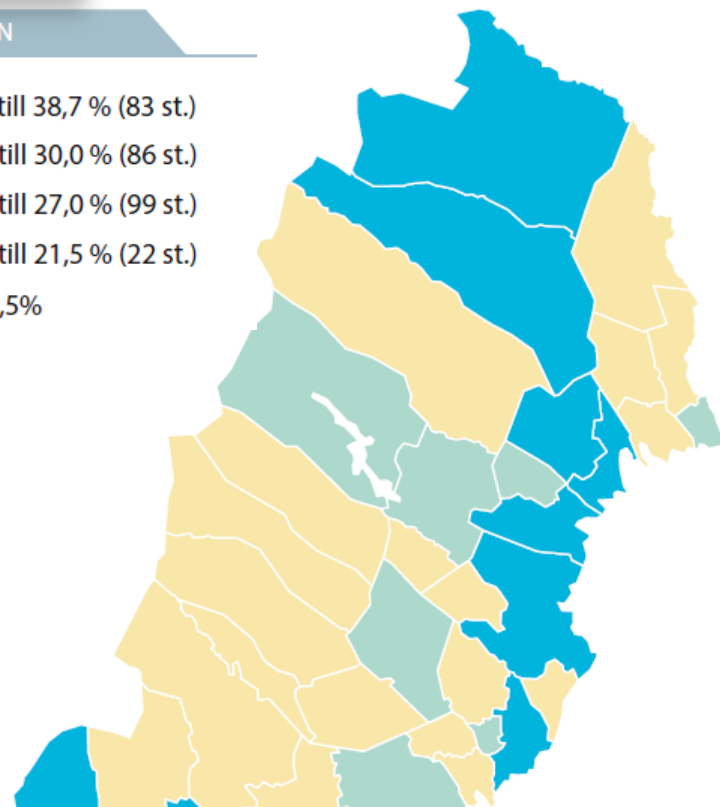 N
till 38,7 % (83 st.)
till 30,0 % (86 st.)
till 27,0 % (99 st.)
till 21,5 % (22 st.)
,5%